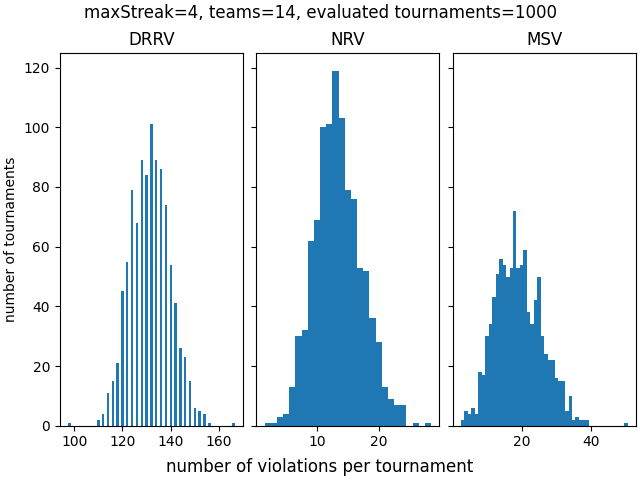 maxStreak=4, teams=14, evaluated tournaments=1000
DRRV NRV MSV
number of tournaments
120
100
80
60
40
20
0
100 120 140 160 10 20 20 40
number of violations per tournament